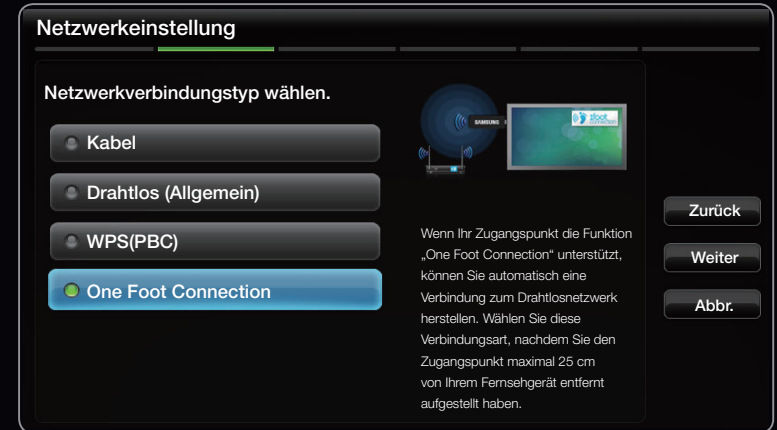 Netzwerkeinstellung
Netzwerkverbindungstyp wählen.
Kabel
Drahtlos (Allgemein)
WPS(PBC)
One Foot Connection
SAMSUNG
1foot
connection
Wenn Ihr Zugangspunkt die Funktion
„One Foot Connection“ unterstützt,
können Sie automatisch eine
Verbindung zum Drahtlosnetzwerk
herstellen. Wählen Sie diese
Verbindungsart, nachdem Sie den
Zugangspunkt maximal 25 cm
von Ihrem Fernsehgerät entfernt
aufgestellt haben.
Zurück
Weiter
Abbr.